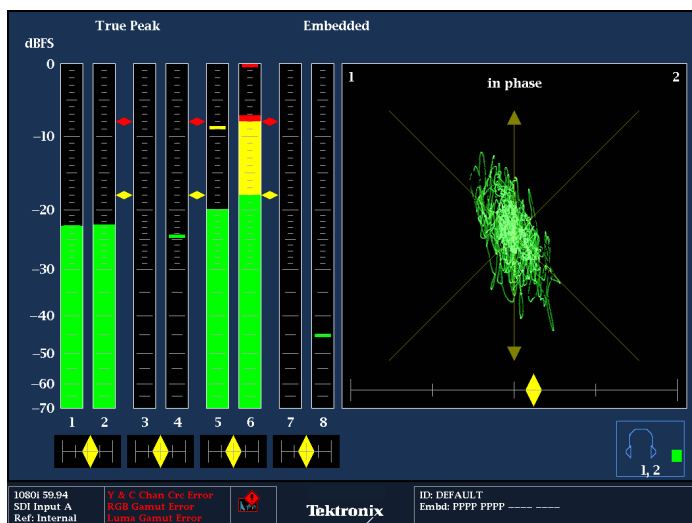 True Peak
Embedded
dBFS
0
-10
-20
-30
-40
-50
-60
-70
1 2 3 4 5 6 7 8
1
2
in phase
1, 2
1080i 59.94
SDI Input A
Ref: Internal
Y & C Chan Crc Error
RGB Gamut Error
Luma Gamut Error
Tektronix
ID: DEFAULT
Embd: PPPP PPPP ---- ----